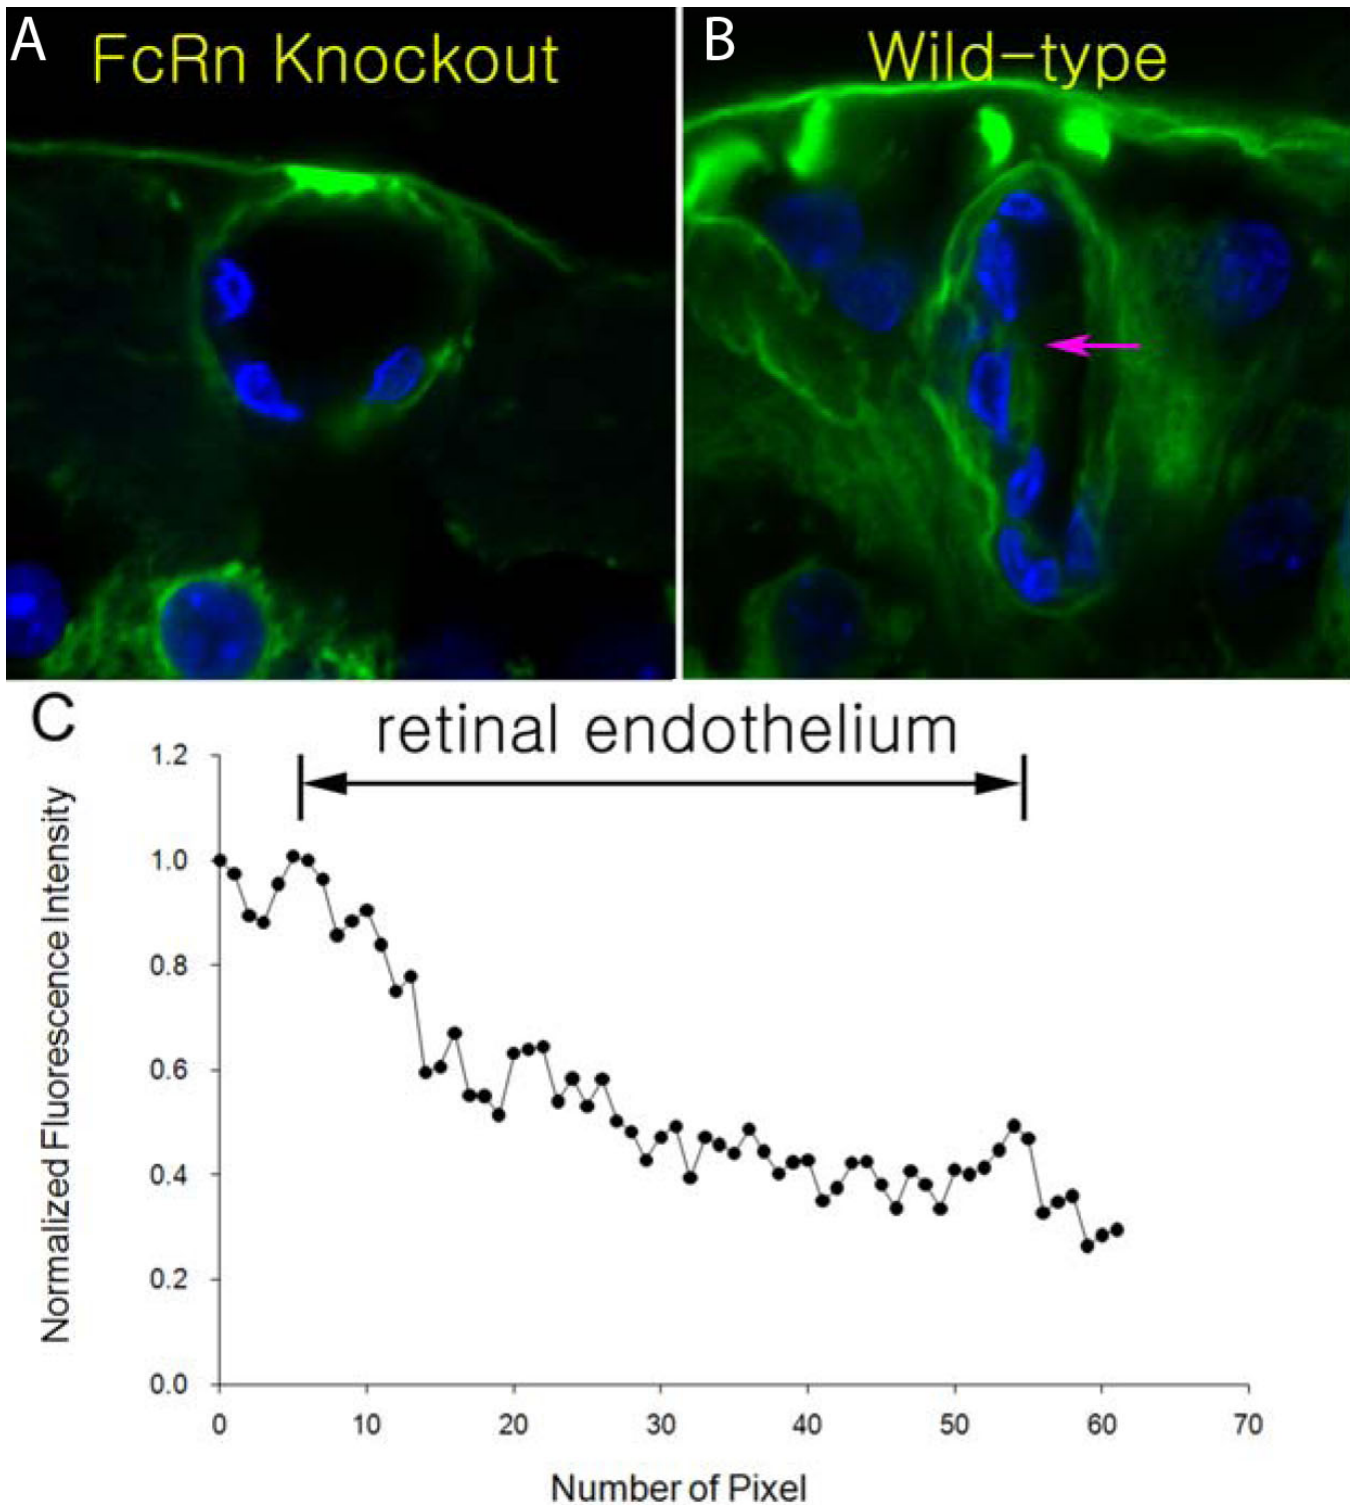 A
FcRn Knockout
B
Wild-type
C
retinal endothelium
Normalized Fluorescence Intensity
1.2
1.0
0.8
0.6
0.4
0.2
0.0
0 10 20 30 40 50 60 70
Number of Pixel